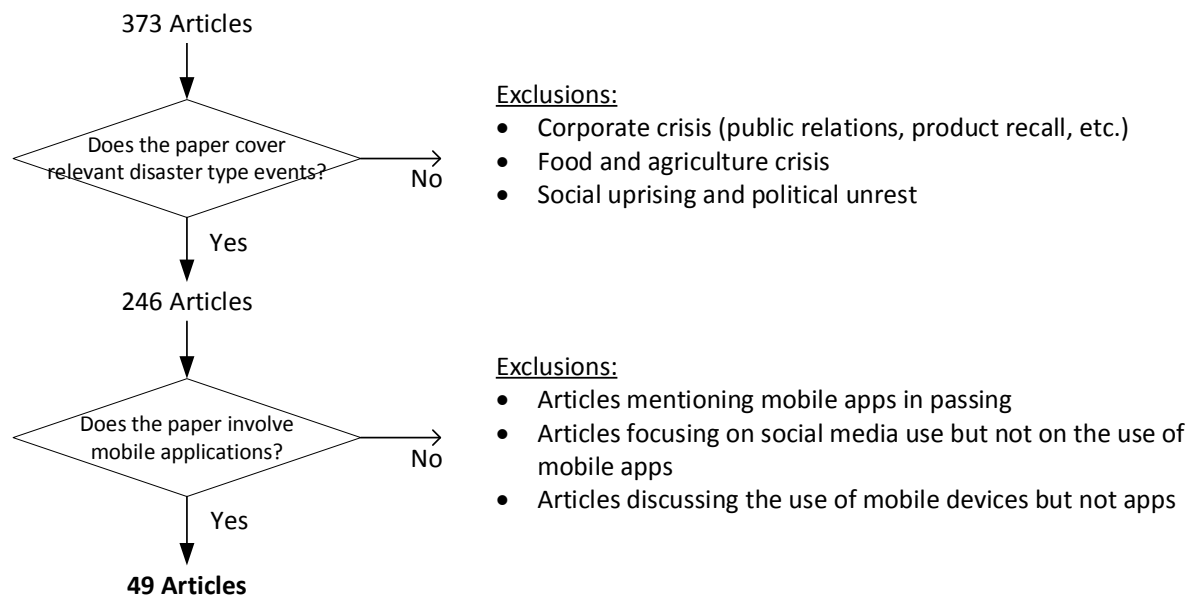 373 Articles
Does the paper cover
relevant disaster type events?
No
Exclusions:
• Corporate crisis (public relations, product recall, etc.)
• Food and agriculture crisis
• Social uprising and political unrest
Yes
246 Articles
Does the paper involve
mobile applications?
No
Exclusions:
• Articles mentioning mobile apps in passing
• Articles focusing on social media use but not on the use of
mobile apps
• Articles discussing the use of mobile devices but not apps
Yes
49 Articles